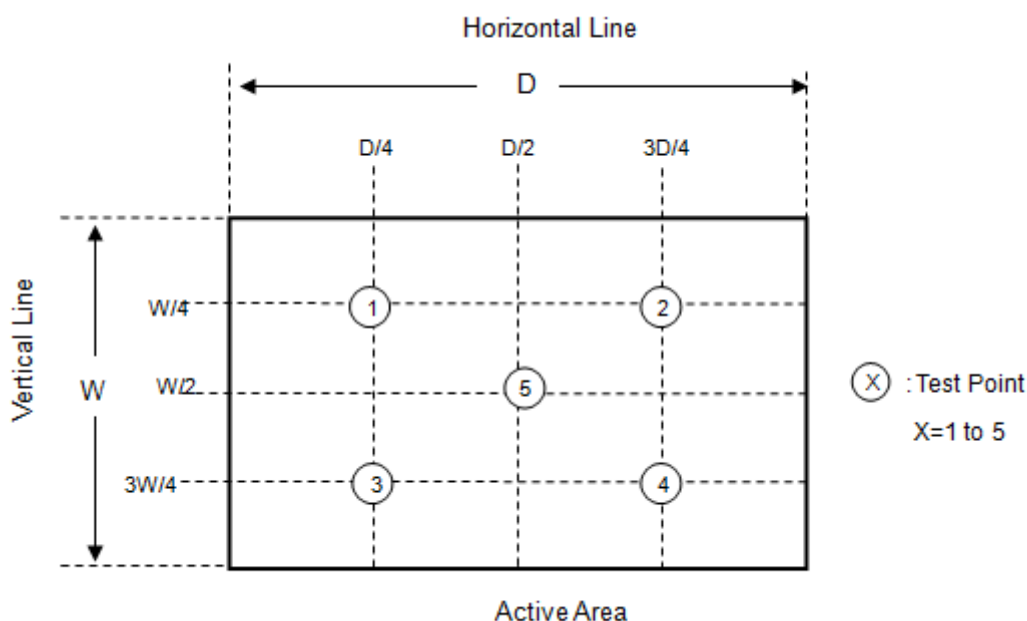 Horizontal Line
D
D/4 D/2 3D/4
W/4
1 2
Vertical Line
W
W/2
5
X : Test Point
X=1 to 5
3W/4
3 4
Active Area